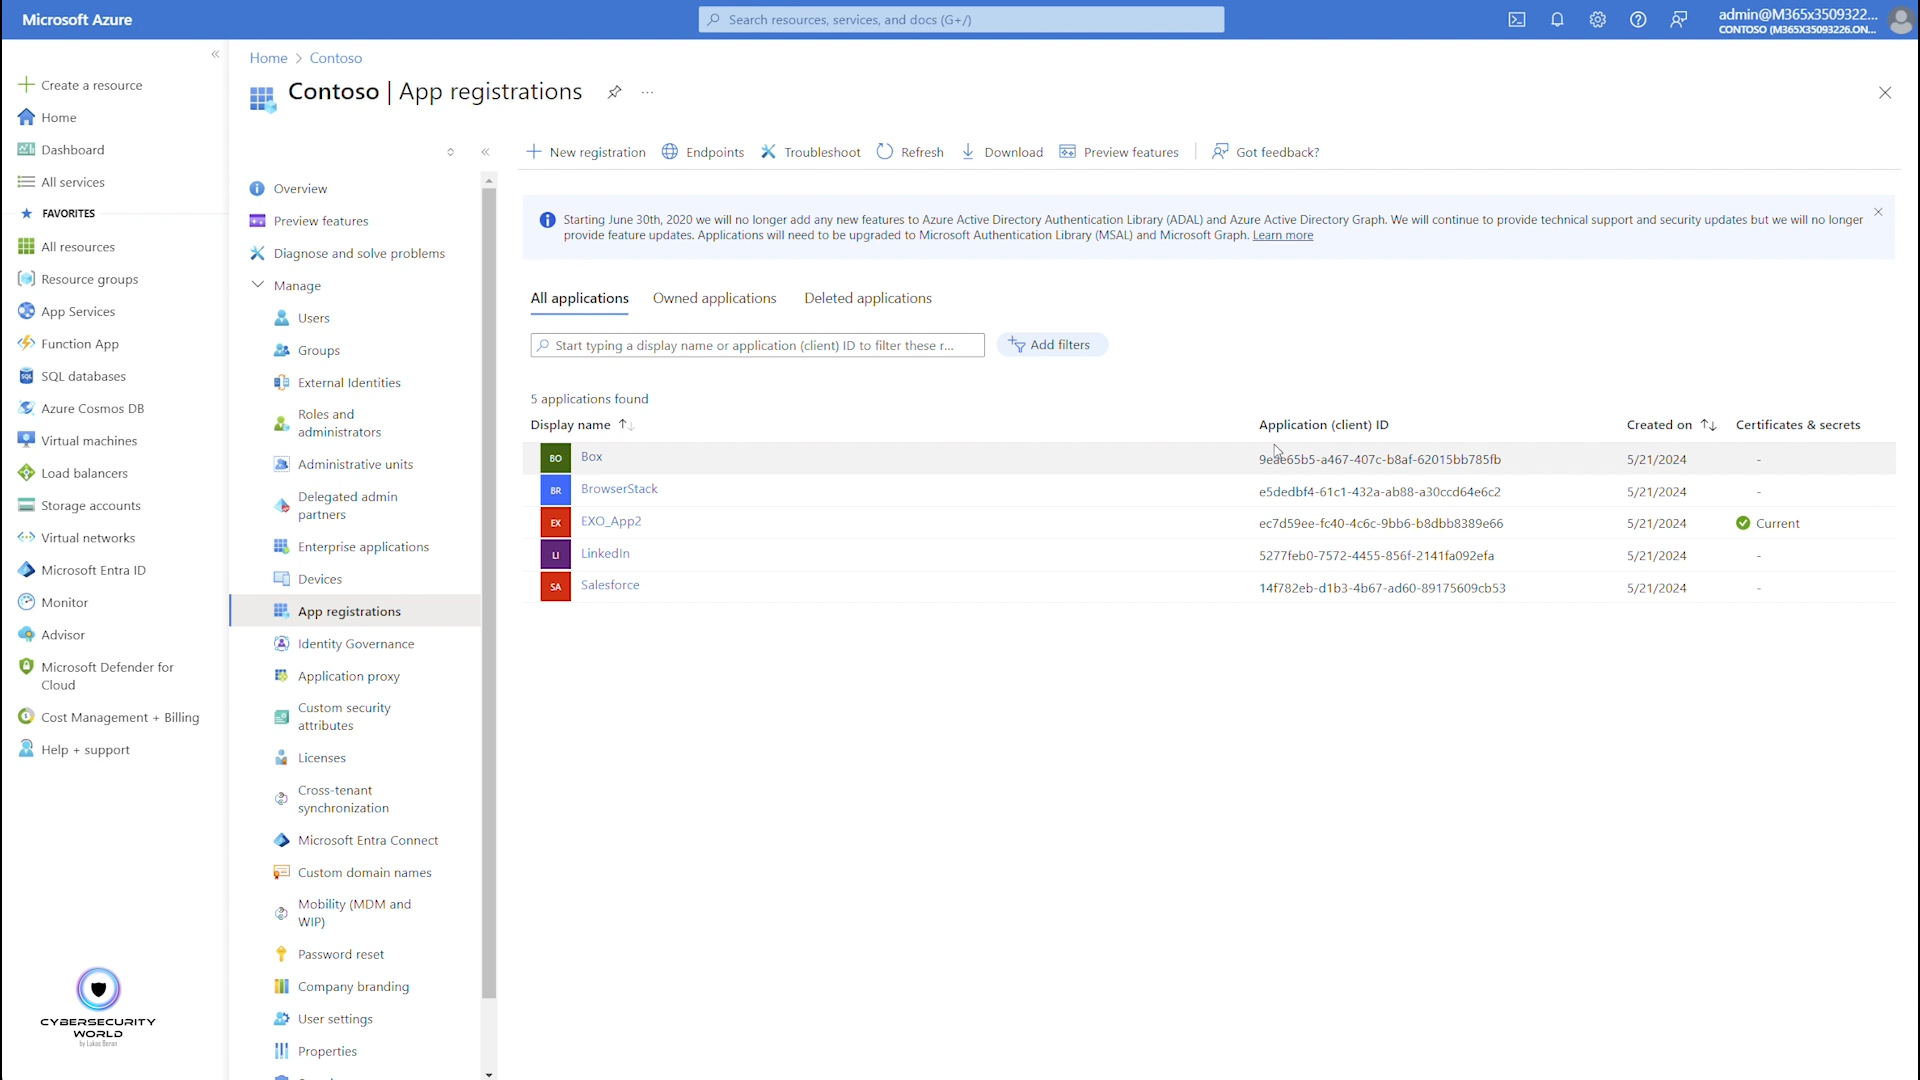 Microsoft Azure
Search resources, services, and docs (G+/)
admin@M365x3509322...
CONTOSO (M365X35093226.ON...
Create a resource
Home
Dashboard
All services
FAVORITES
All resources
Resource groups
App Services
Function App
SQL databases
Azure Cosmos DB
Virtual machines
Load balancers
Storage accounts
Virtual networks
Microsoft Entra ID
Monitor
Advisor
Microsoft Defender for
Cloud
Cost Management + Billing
Help + support
CYBERSECURITY
WORLD
by Lukas Beran
Home > Contoso
Contoso | App registrations
Overview
Preview features
Diagnose and solve problems
Manage
Users
Groups
External Identities
Roles and
administrators
Administrative units
Delegated admin
partners
Enterprise applications
Devices
App registrations
Identity Governance
Application proxy
Custom security
attributes
Licenses
Cross-tenant
synchronization
Microsoft Entra Connect
Custom domain names
Mobility (MDM and
WIP)
Password reset
Company branding
User settings
Properties
New registration Endpoints Troubleshoot Refresh Download Preview features Got feedback?
Starting June 30th, 2020 we will no longer add any new features to Azure Active Directory Authentication Library (ADAL) and Azure Active Directory Graph. We will continue to provide technical support and security updates but we will no longer
provide feature updates. Applications will need to be upgraded to Microsoft Authentication Library (MSAL) and Microsoft Graph. Learn more
All applications Owned applications Deleted applications
Start typing a display name or application (client) ID to filter these r... Add filters
5 applications found
Display name Application (client) ID Created on Certificates & secrets
BO Box 9eae65b5-a467-407c-b8af-62015bb785fb 5/21/2024 -
BR BrowserStack e5dedbf4-61c1-432a-ab88-a30ccd64e6c2 5/21/2024 -
EX EXO_App2 ec7d59ee-fc40-4c6c-9bb6-b8dbb8389e66 5/21/2024 Current
LI LinkedIn 5277feb0-7572-4455-856f-2141fa092efa 5/21/2024 -
SA Salesforce 14f782eb-d1b3-4b67-ad60-89175609cb53 5/21/2024 -